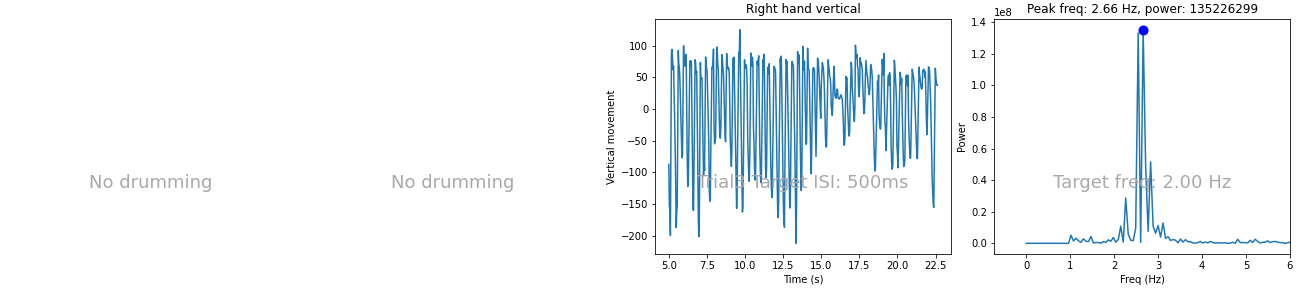 No drumming
No drumming
Right hand vertical
Vertical movement
100
50
0
−50
−100
−150
−200
5.0 7.5 10.0 12.5 15.0 17.5 20.0 22.5
Time (s)
Trial3 Target ISI: 500ms
Peak freq: 2.66 Hz, power: 135226299
1e8
Power
1.4
1.2
1.0
0.8
0.6
0.4
0.2
0.0
0 1 2 3 4 5 6
Freq (Hz)
Target freq: 2.00 Hz